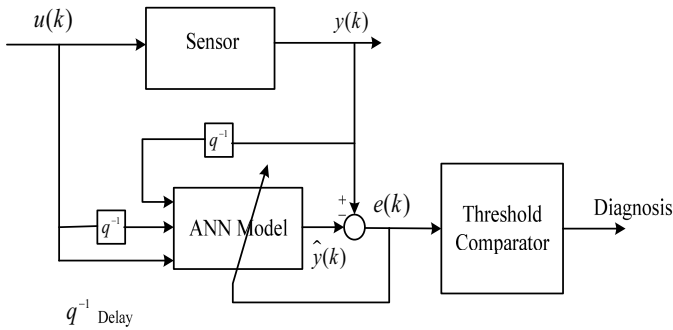 u(k)
Sensor
y(k)
q⁻¹
+
−
e(k)
ANN Model
q⁻¹
ŷ(k)
Threshold
Comparator
Diagnosis
q⁻¹ Delay